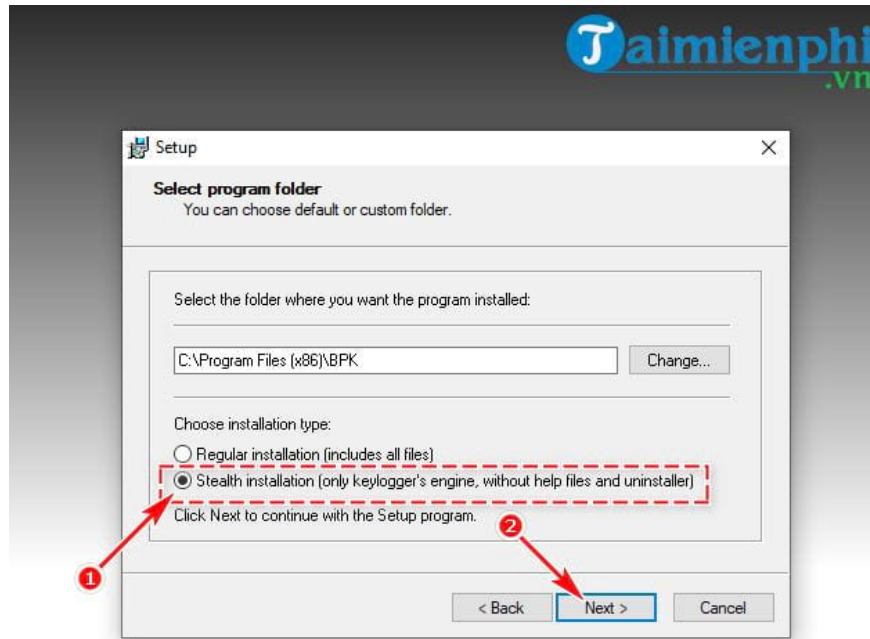 Taimienphi
.vn
Setup
Select program folder
You can choose default or custom folder.
Select the folder where you want the program installed:
C:\Program Files (x86)\BPK
Change...
Choose installation type:
Regular installation (includes all files)
Stealth installation (only keylogger's engine, without help files and uninstaller)
Click Next to continue with the Setup program.
2
1
< Back
Next >
Cancel